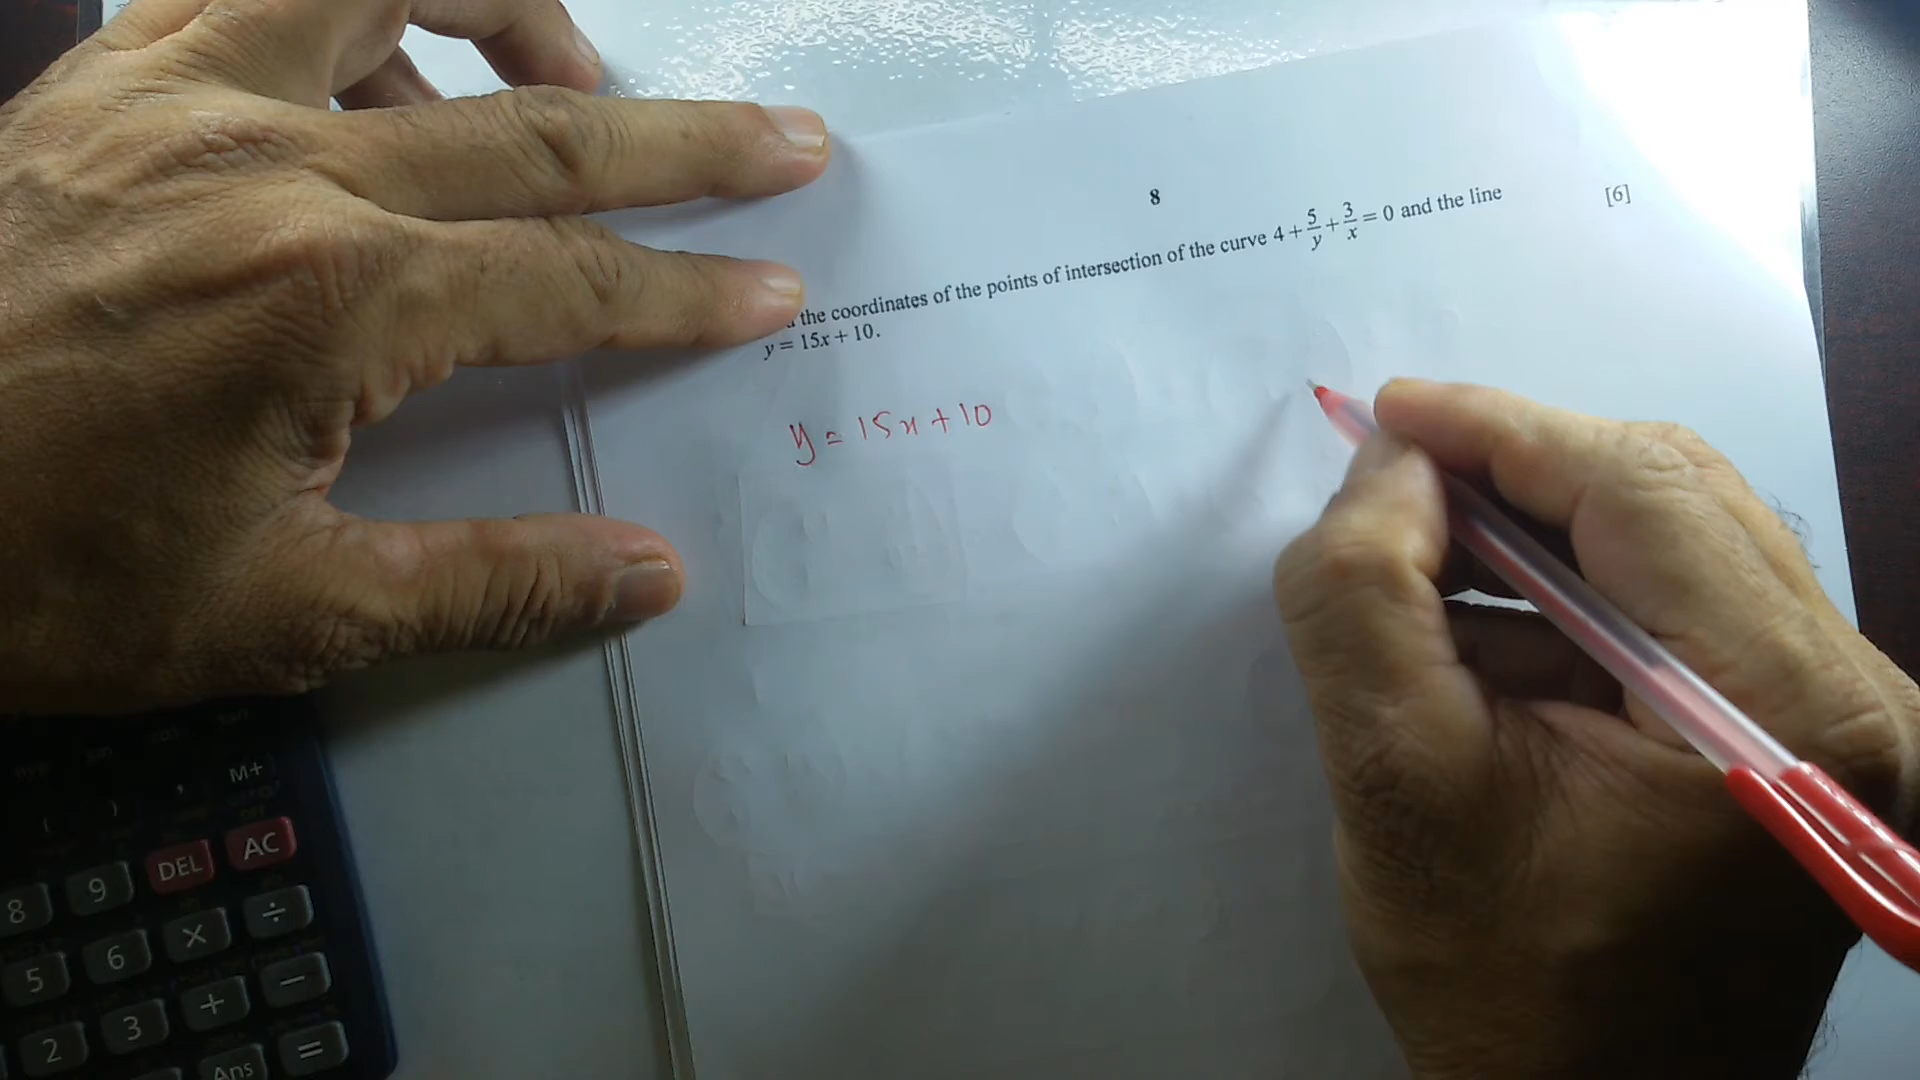 8
the coordinates of the points of intersection of the curve 4 + 5/y + 3/x = 0 and the line [6]
y = 15x + 10.
y = 15x + 10
M+
) ,
8 9 DEL AC
5 6 × ÷
2 3 + −
Ans =